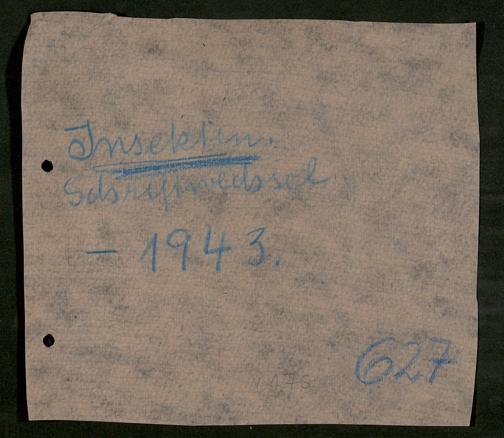 Insekten.
Schriftwechsel
– 1943.
627